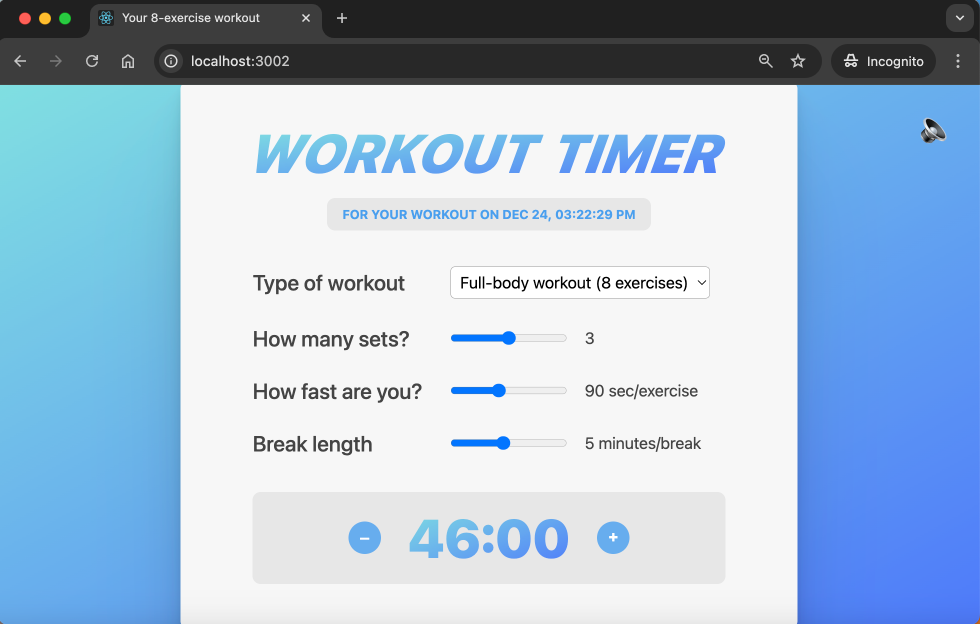 Your 8-exercise workout
localhost:3002
Incognito
WORKOUT TIMER
FOR YOUR WORKOUT ON DEC 24, 03:22:29 PM
Type of workout Full-body workout (8 exercises)
How many sets? 3
How fast are you? 90 sec/exercise
Break length 5 minutes/break
– 46:00 +